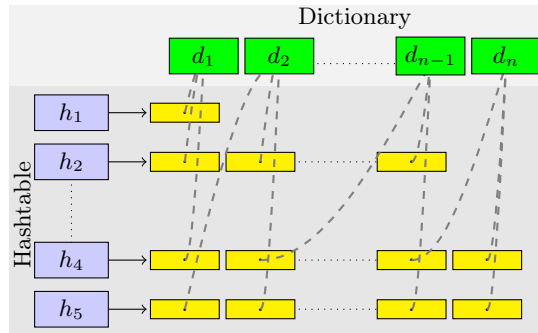 Dictionary
d₁ d₂ dₙ₋₁ dₙ
Hashtable
h₁
h₂
h₄
h₅